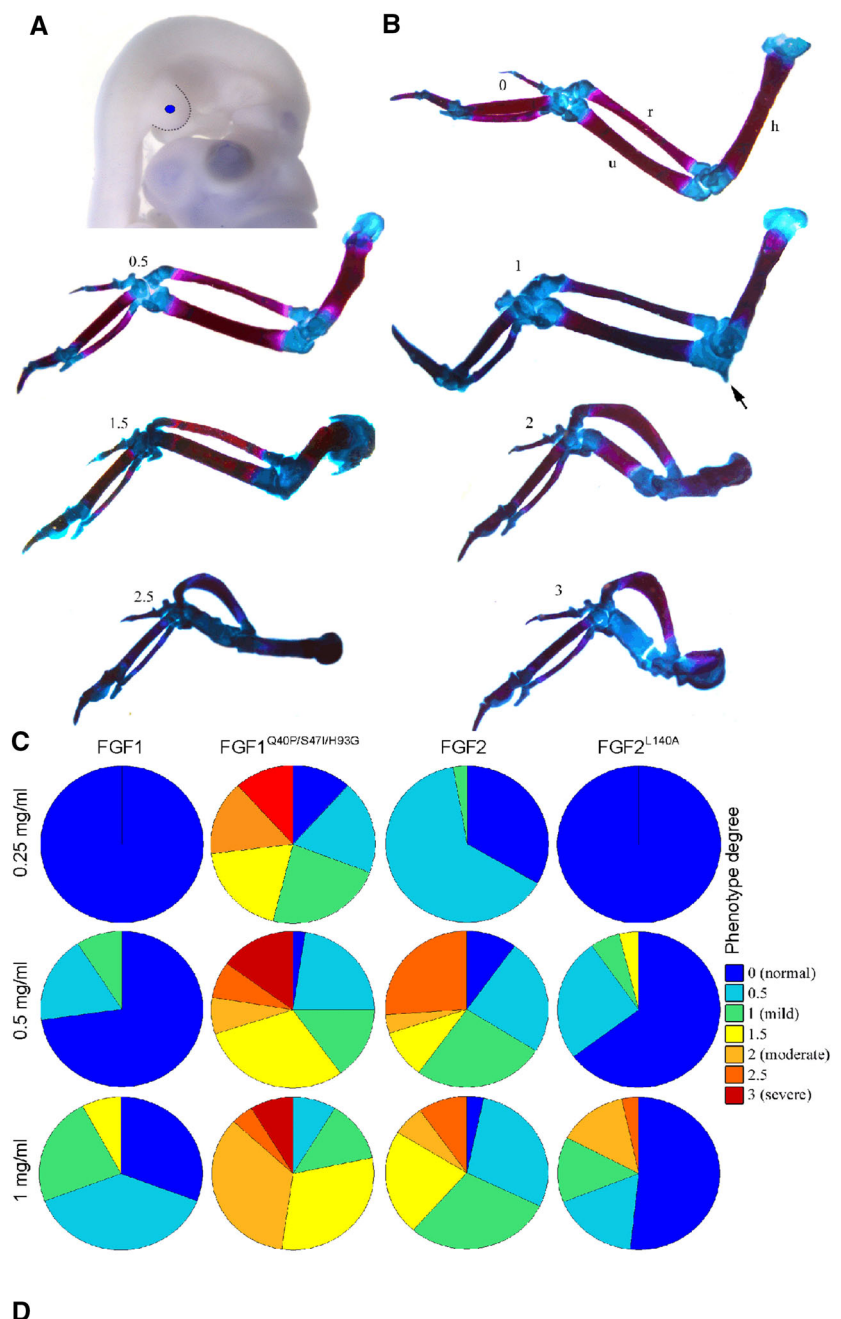 A
B
0
r
h
u
0.5
1
1.5
2
2.5
3
C
FGF1 FGF1Q40P/S47I/H93G FGF2 FGF2L140A
0.25 mg/ml
0.5 mg/ml
1 mg/ml
Phenotype degree
0 (normal)
0.5
1 (mild)
1.5
2 (moderate)
2.5
3 (severe)
D